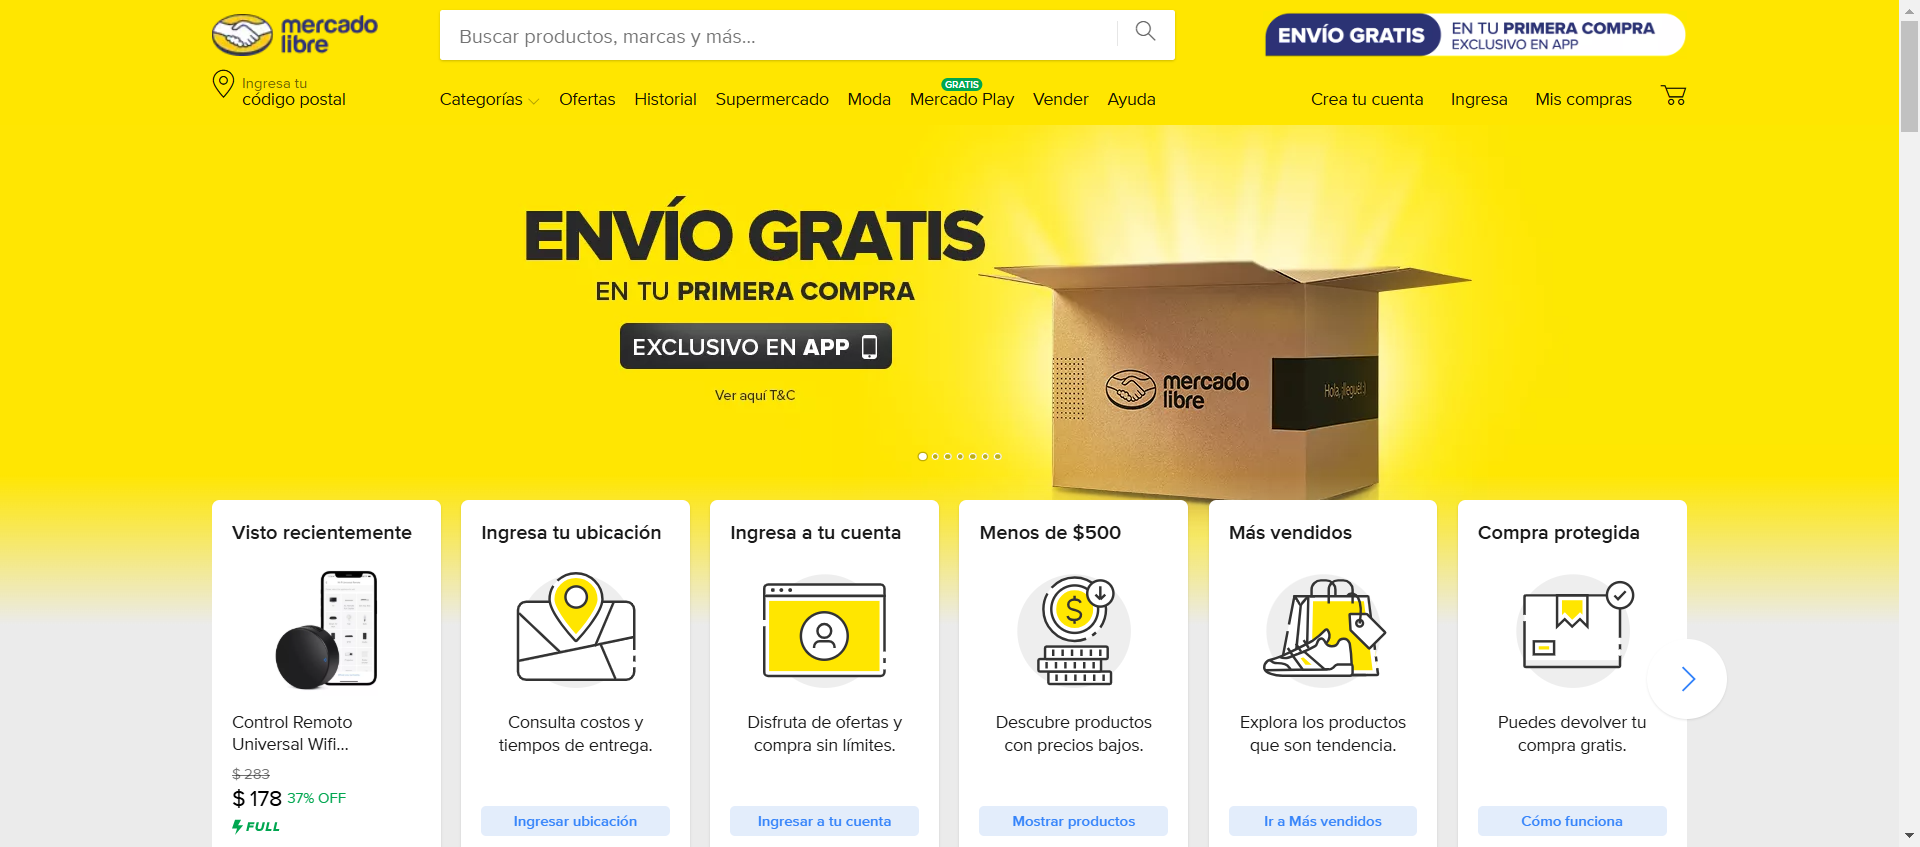 mercado
libre
Buscar productos, marcas y más...
ENVÍO GRATIS
EN TU PRIMERA COMPRA
EXCLUSIVO EN APP
Ingresa tu
código postal
Categorías
Ofertas
Historial
Supermercado
Moda
GRATIS
Mercado Play
Vender
Ayuda
Crea tu cuenta
Ingresa
Mis compras
ENVÍO GRATIS
EN TU PRIMERA COMPRA
EXCLUSIVO EN APP
Ver aquí T&C
mercado
libre
Hola, ¡llegué! :)
Visto recientemente
Control Remoto
Universal Wifi...
$ 283
$ 178 37% OFF
FULL
Ingresa tu ubicación
Consulta costos y
tiempos de entrega.
Ingresar ubicación
Ingresa a tu cuenta
Disfruta de ofertas y
compra sin límites.
Ingresar a tu cuenta
Menos de $500
$
Descubre productos
con precios bajos.
Mostrar productos
Más vendidos
Explora los productos
que son tendencia.
Ir a Más vendidos
Compra protegida
Puedes devolver tu
compra gratis.
Cómo funciona